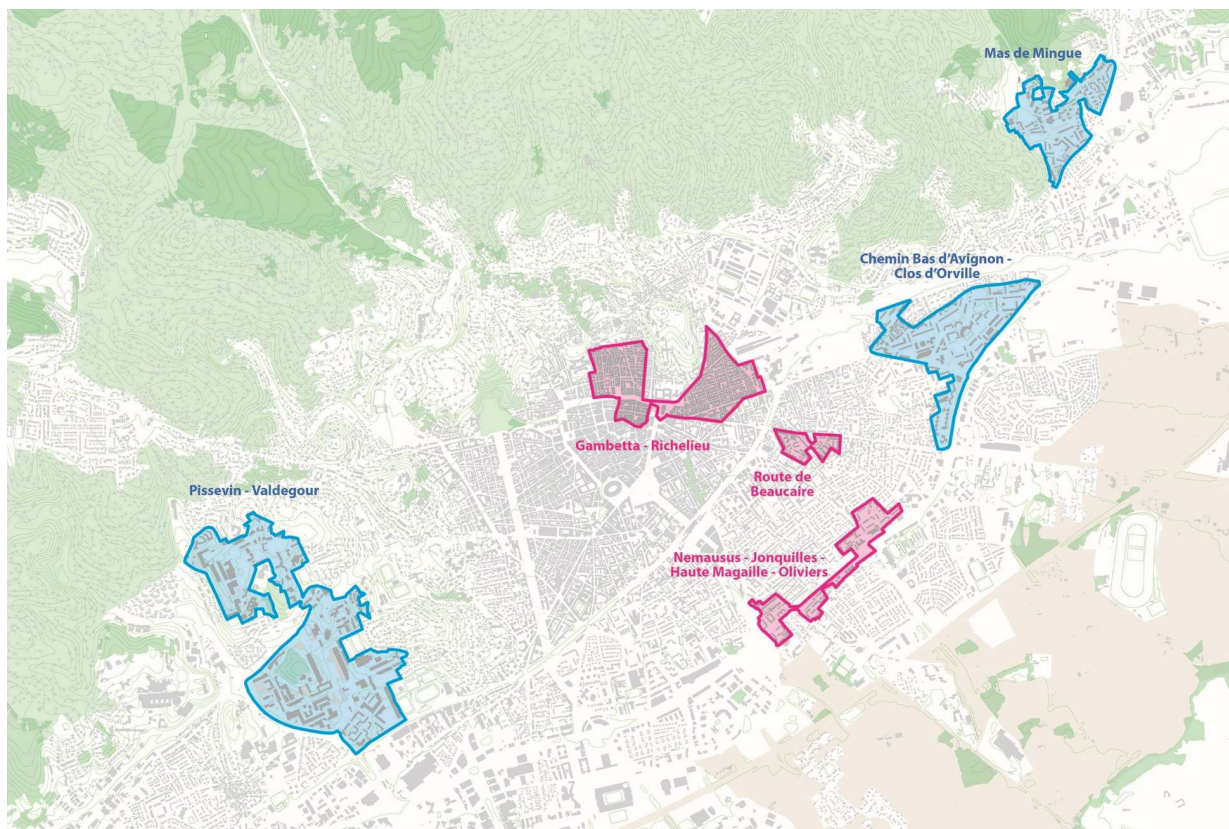 Mas de Mingue
Chemin Bas d'Avignon -
Clos d'Orville
Gambetta - Richelieu
Route de
Beaucaire
Pissevin - Valdegour
Nemausus - Jonquilles -
Haute Magaille - Oliviers